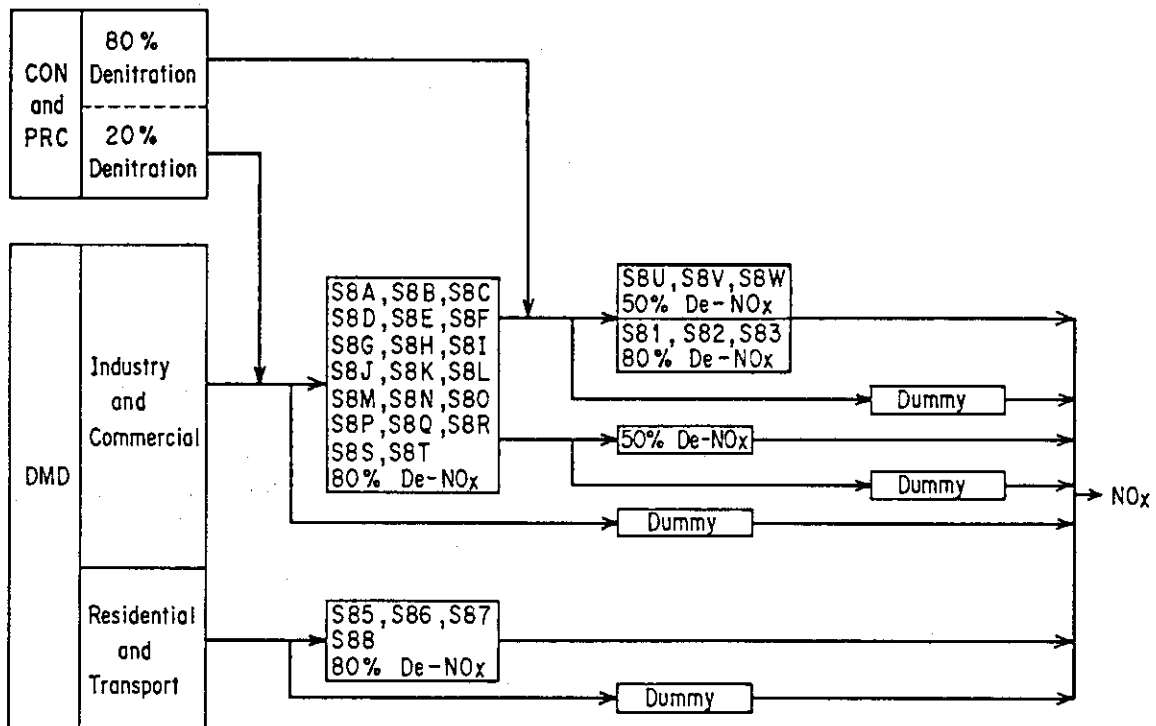 CON
and
PRC
80%
Denitration
20%
Denitration
DMD
Industry
and
Commercial
Residential
and
Transport
S8A, S8B, S8C
S8D, S8E, S8F
S8G, S8H, S8I
S8J, S8K, S8L
S8M, S8N, S8O
S8P, S8Q, S8R
S8S, S8T
80% De-NOx
S8U, S8V, S8W
50% De-NOx
S81, S82, S83
80% De-NOx
Dummy
50% De-NOx
Dummy
Dummy
NOx
S85, S86, S87
S88
80% De-NOx
Dummy